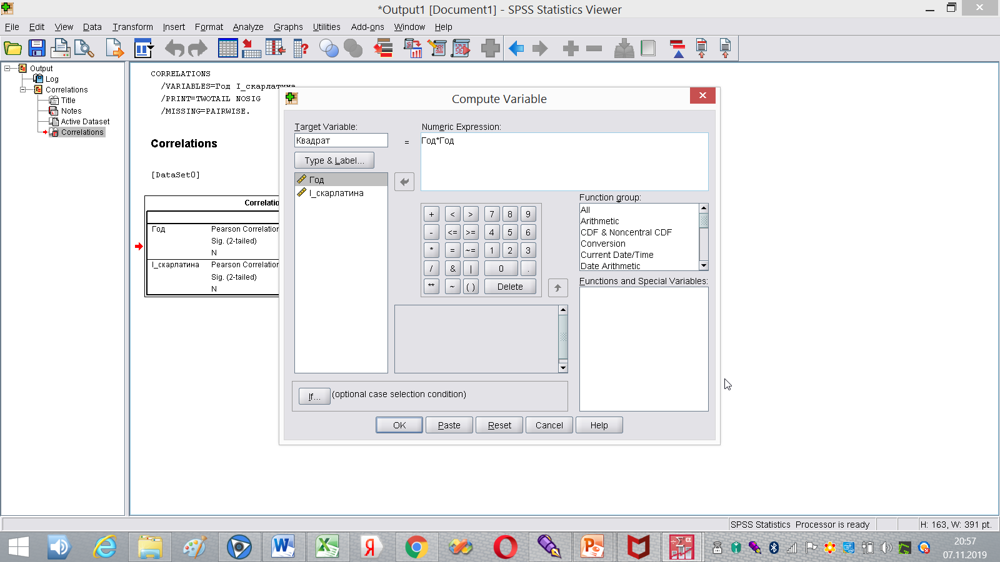 *Output1 [Document1] - SPSS Statistics Viewer
File Edit View Data Transform Insert Format Analyze Graphs Utilities Add-ons Window Help
Output
Log
Correlations
Title
Notes
Active Dataset
Correlations
CORRELATIONS
/VARIABLES=Год I_скарлатина
/PRINT=TWOTAIL NOSIG
/MISSING=PAIRWISE.
Correlations
[DataSet0]
Correlatio
Год Pearson Correlation
Sig. (2-tailed)
N
I_скарлатина Pearson Correlation
Sig. (2-tailed)
N
Compute Variable
Target Variable:
Квадрат
=
Numeric Expression:
Год*Год
Type & Label...
Год
I_скарлатина
+ < > 7 8 9
- <= >= 4 5 6
* = ~= 1 2 3
/ & | 0 .
** ~ ( ) Delete
Function group:
All
Arithmetic
CDF & Noncentral CDF
Conversion
Current Date/Time
Date Arithmetic
Functions and Special Variables:
If... (optional case selection condition)
OK Paste Reset Cancel Help
SPSS Statistics Processor is ready H: 163, W: 391 pt.
20:57
07.11.2019